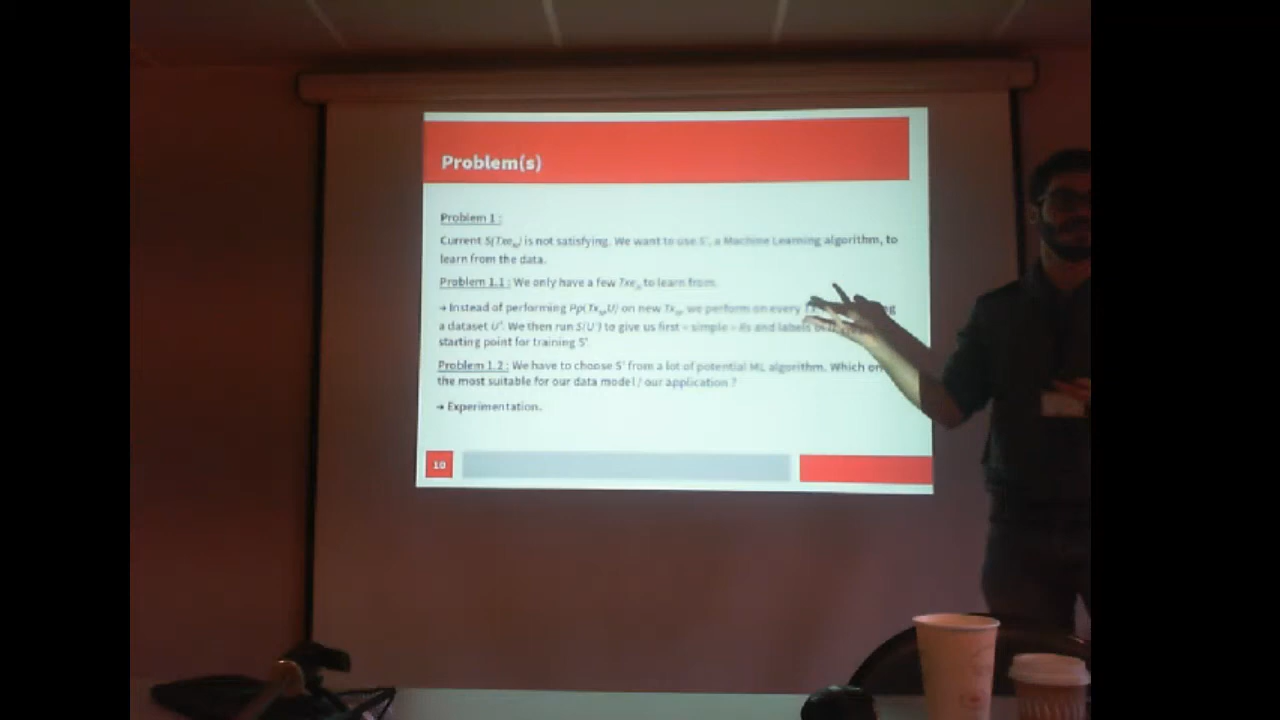 Problem(s)
Problem 1 :
Current S(Txe) is not satisfying. We want to use S', a Machine Learning algorithm, to
learn from the data.
Problem 1.1 : We only have a few Txe to learn from.
→ Instead of performing Pp(Tx U) on new Tx, we perform on every
a dataset U'. We then run S(U') to give us first « simple » Rs and labels
starting point for training S'
Problem 1.2 : We have to choose S' from a lot of potential ML algorithm. Which
the most suitable for our data model / our application ?
→ Experimentation.
10